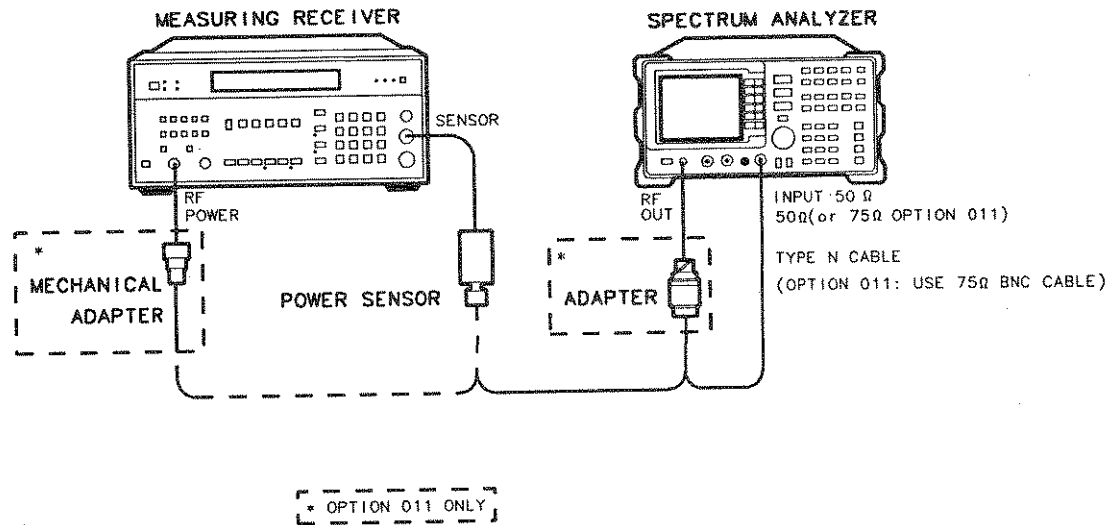 MEASURING RECEIVER
SPECTRUM ANALYZER
SENSOR
RF
POWER
RF
OUT
INPUT 50 Ω
50Ω(or 75Ω OPTION 011)
*
MECHANICAL
ADAPTER
POWER SENSOR
*
ADAPTER
TYPE N CABLE
(OPTION 011: USE 75Ω BNC CABLE)
* OPTION 011 ONLY